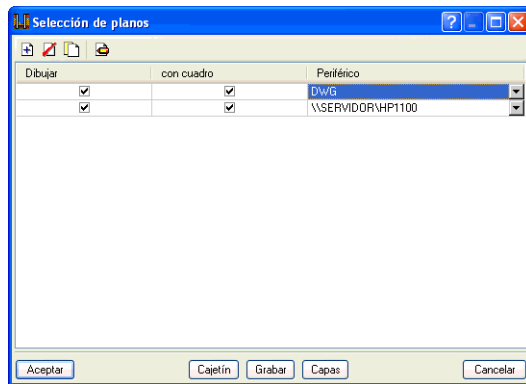 Selección de planos
Dibujar con cuadro Periférico
DWG
\\SERVIDOR\HP1100
Aceptar Cajetín Grabar Capas Cancelar